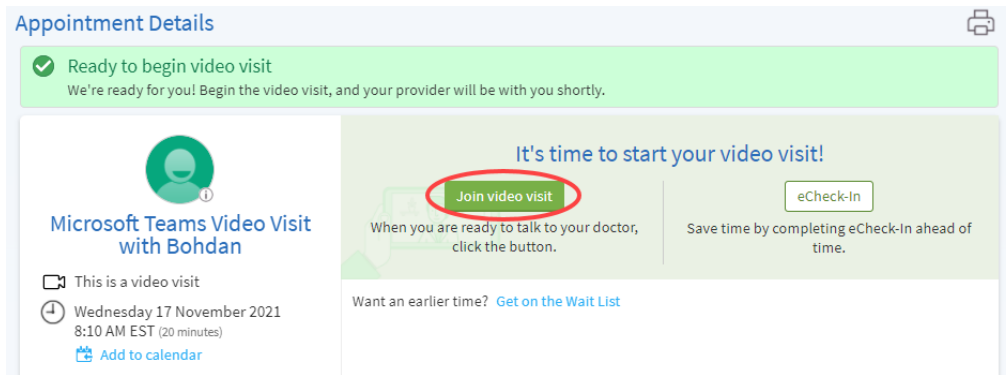 Appointment Details
Ready to begin video visit
We're ready for you! Begin the video visit, and your provider will be with you shortly.
Microsoft Teams Video Visit
with Bohdan
This is a video visit
Wednesday 17 November 2021
8:10 AM EST (20 minutes)
Add to calendar
It's time to start your video visit!
Join video visit
When you are ready to talk to your doctor,
click the button.
eCheck-In
Save time by completing eCheck-In ahead of
time.
Want an earlier time? Get on the Wait List